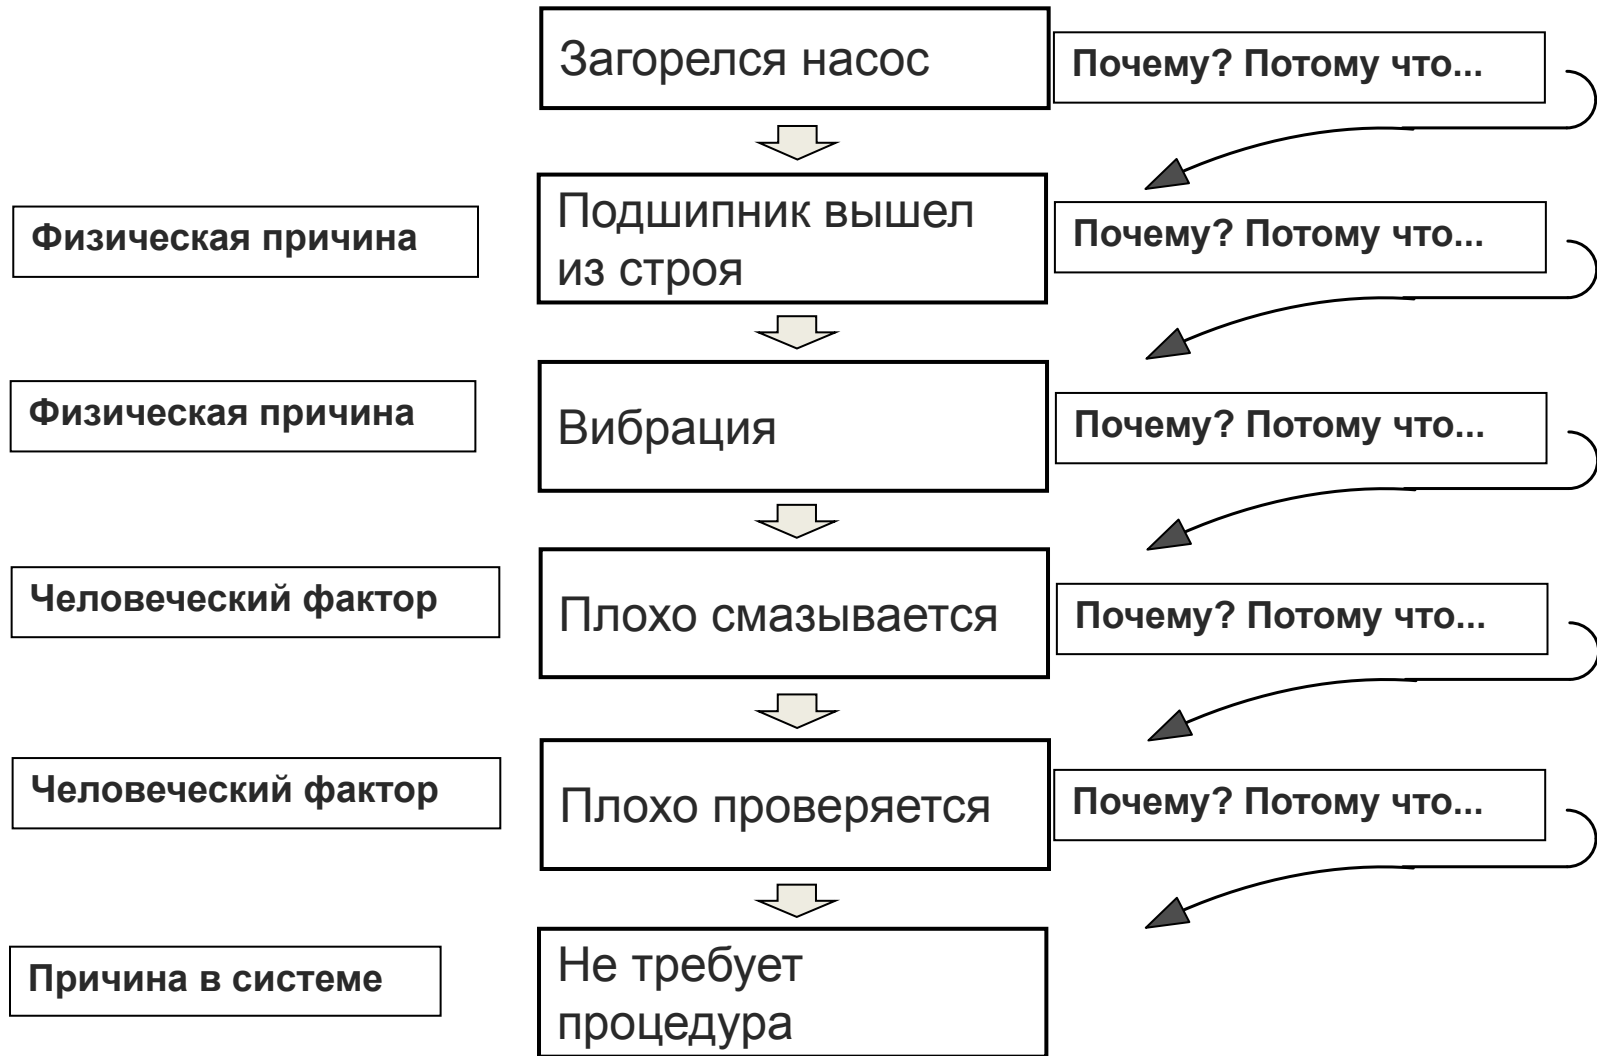 Загорелся насос
Почему? Потому что...
Физическая причина
Подшипник вышел
из строя
Почему? Потому что...
Физическая причина
Вибрация
Почему? Потому что...
Человеческий фактор
Плохо смазывается
Почему? Потому что...
Человеческий фактор
Плохо проверяется
Почему? Потому что...
Причина в системе
Не требует
процедура